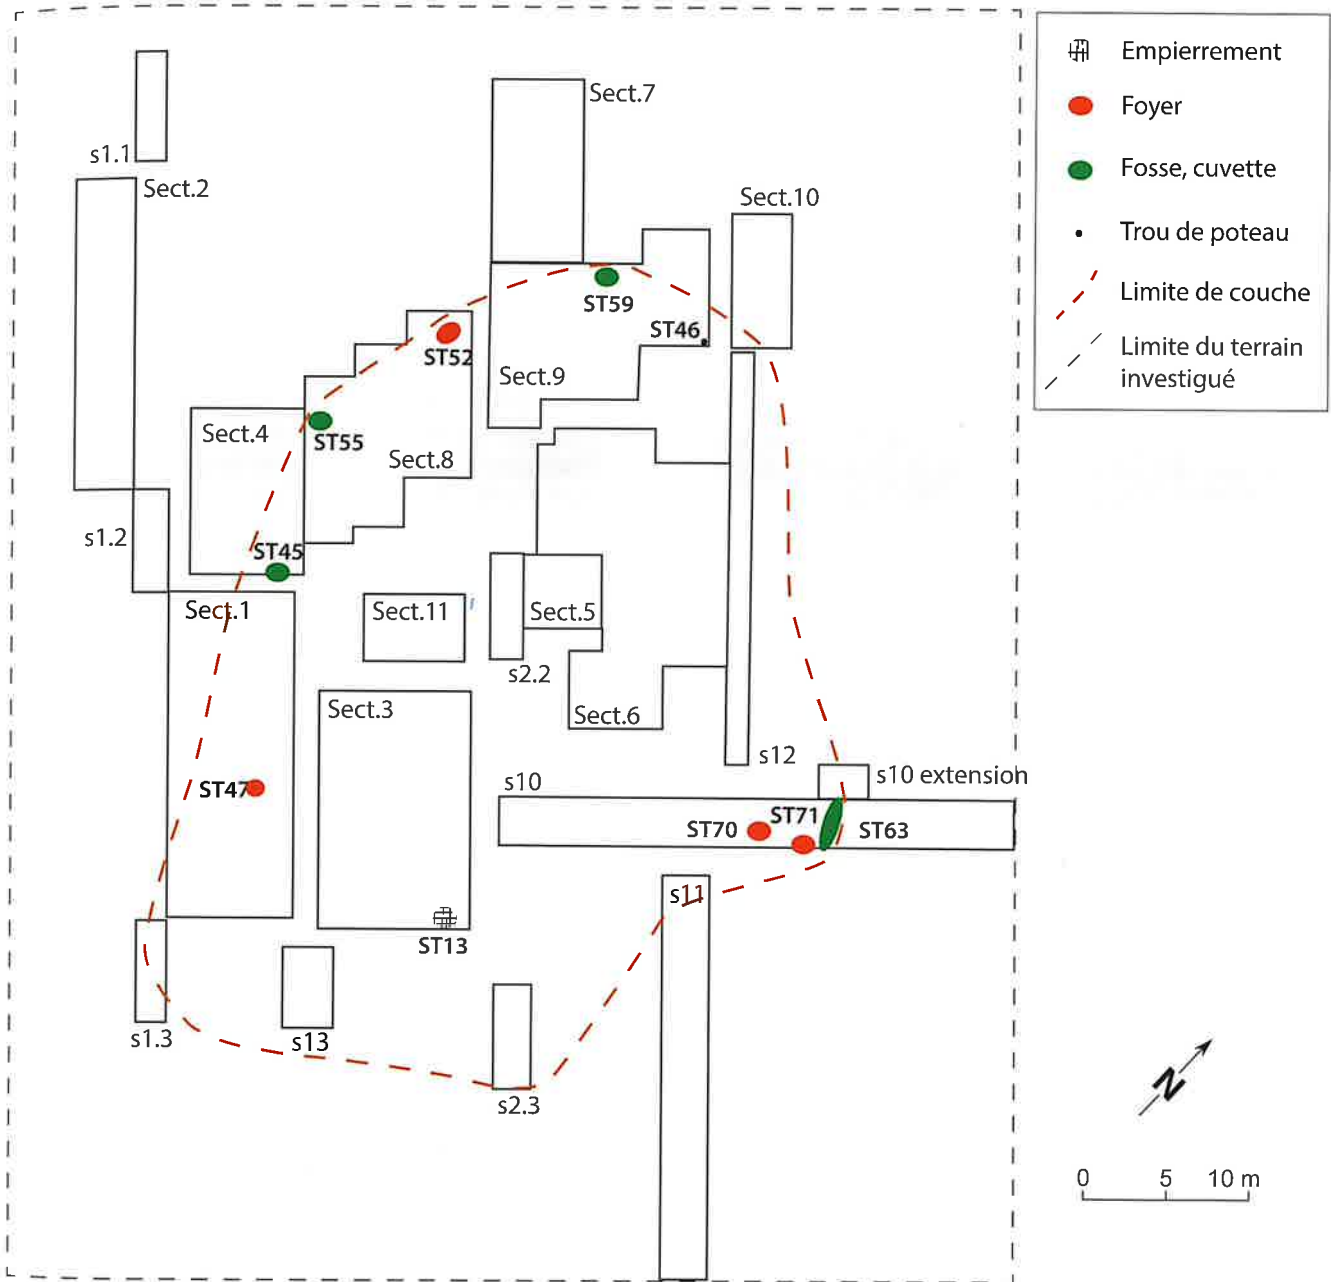 Empierrement
Foyer
Fosse, cuvette
Trou de poteau
Limite de couche
Limite du terrain
investigué
Sect.7
s1.1
Sect.2
Sect.10
ST59
ST46
ST52
Sect.9
Sect.4
ST55
Sect.8
s1.2
ST45
Sect.1
Sect.11
Sect.5
s2.2
Sect.3
Sect.6
s12
s10 extension
s10
ST47
ST71
ST70
ST63
s11
ST13
s1.3
s13
s2.3
N
0 5 10 m